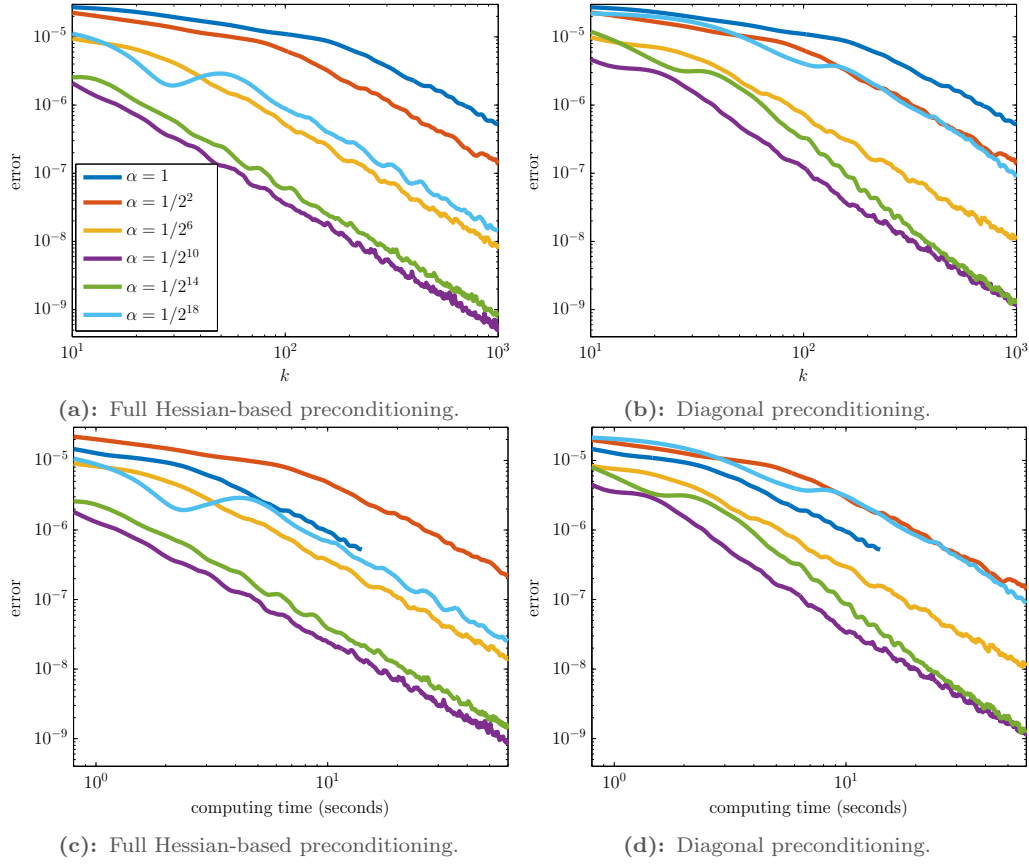 10^{-5}
10^{-6}
10^{-7}
10^{-8}
10^{-9}
error
α = 1
α = 1/2^2
α = 1/2^6
α = 1/2^{10}
α = 1/2^{14}
α = 1/2^{18}
10^1
10^2
10^3
k
(a): Full Hessian-based preconditioning.
10^{-5}
10^{-6}
10^{-7}
10^{-8}
10^{-9}
error
10^1
10^2
10^3
k
(b): Diagonal preconditioning.
10^{-5}
10^{-6}
10^{-7}
10^{-8}
10^{-9}
error
10^0
10^1
computing time (seconds)
(c): Full Hessian-based preconditioning.
10^{-5}
10^{-6}
10^{-7}
10^{-8}
10^{-9}
error
10^0
10^1
computing time (seconds)
(d): Diagonal preconditioning.